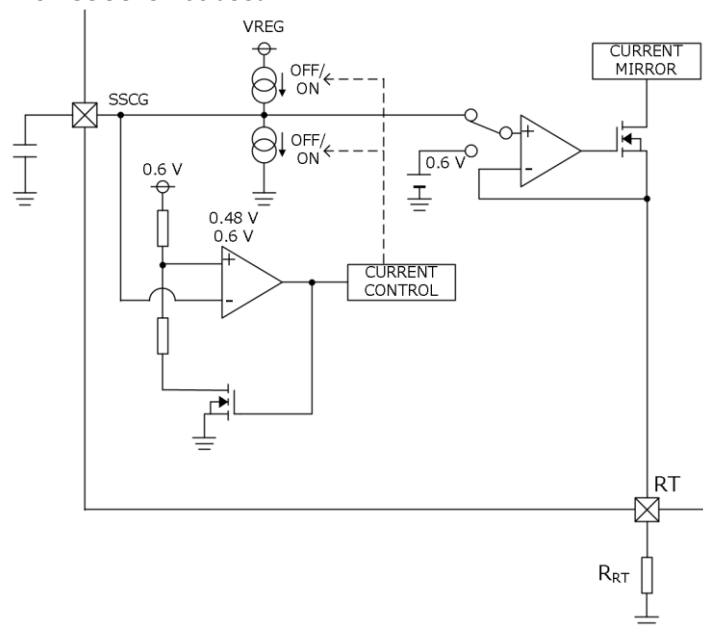 VREG
CURRENT
MIRROR
OFF/
ON
SSCG
OFF/
ON
0.6 V
+
-
0.6 V
0.48 V
0.6 V
+
-
CURRENT
CONTROL
RT
RRT